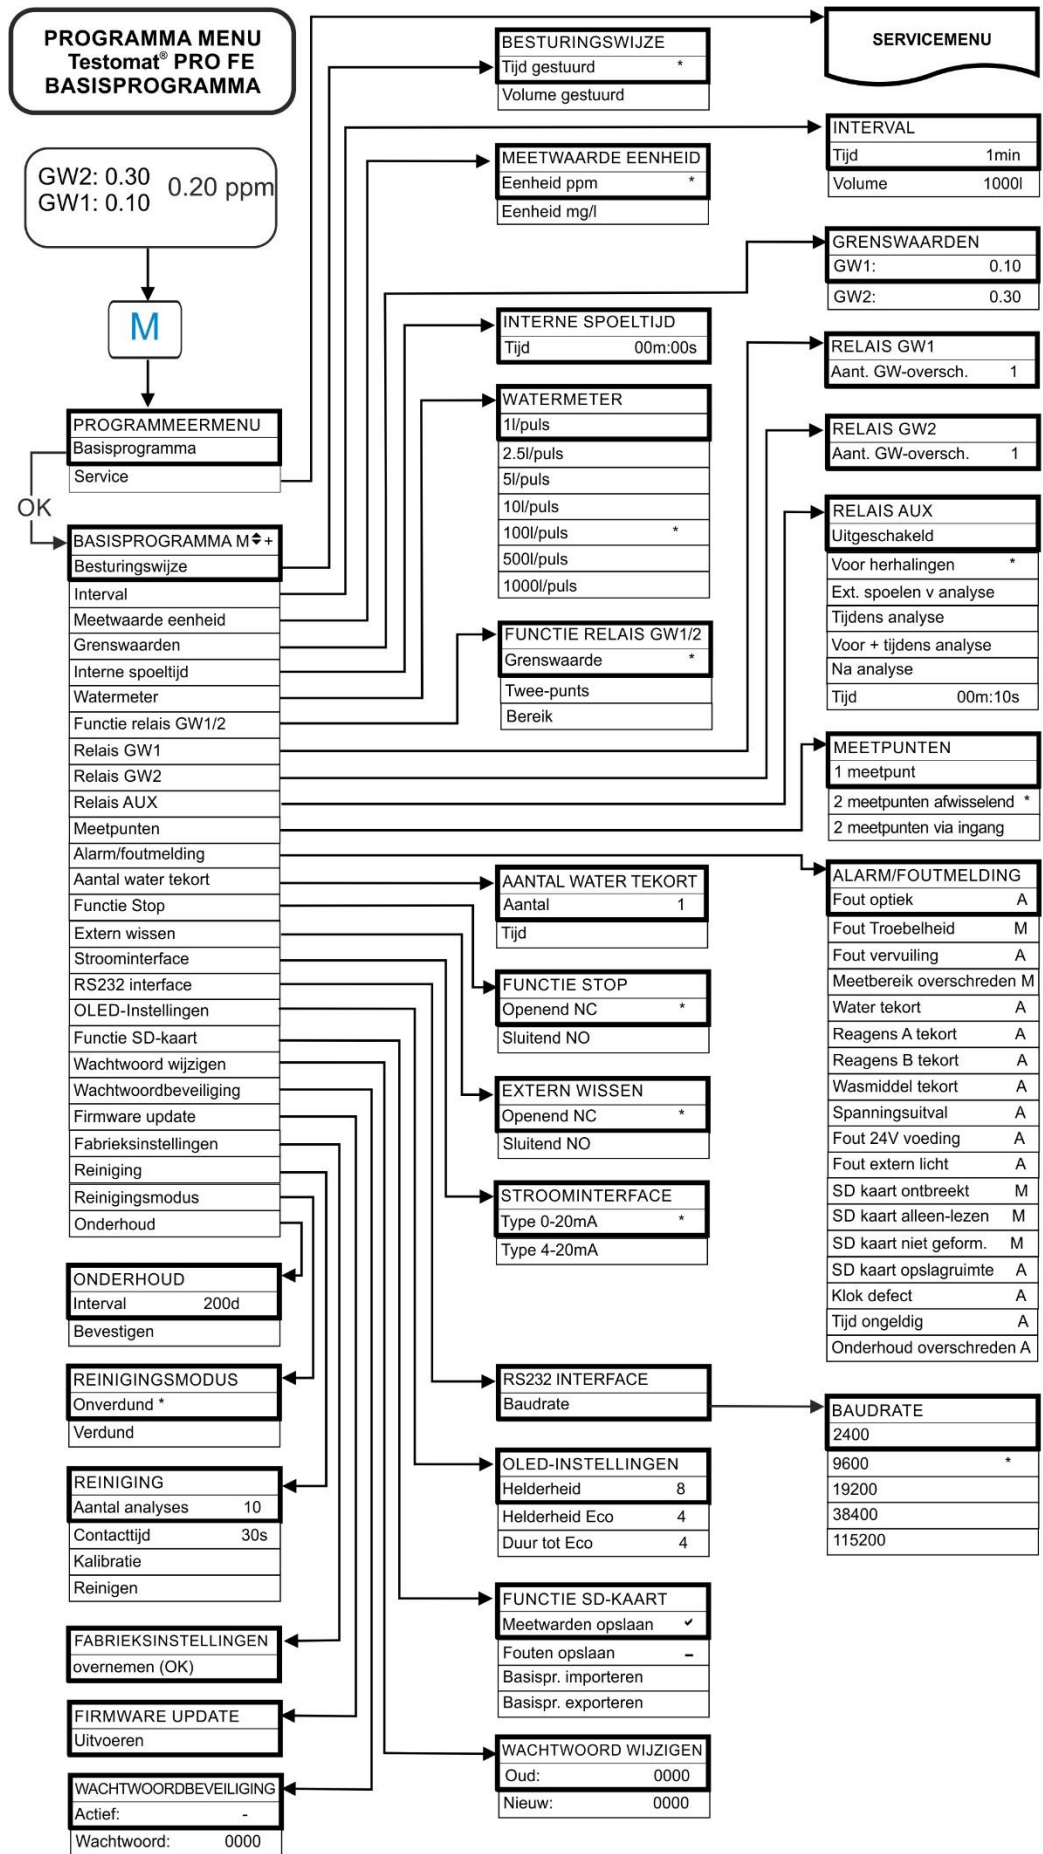 PROGRAMMA MENU
Testomat® PRO FE
BASISPROGRAMMA
GW2: 0.30
GW1: 0.10
0.20 ppm
M
PROGRAMMEERMENU
Basisprogramma
Service
OK
BASISPROGRAMMA M +
Besturingswijze
Interval
Meetwaarde eenheid
Grenswaarden
Interne spoeltijd
Watermeter
Functie relais GW1/2
Relais GW1
Relais GW2
Relais AUX
Meetpunten
Alarm/foutmelding
Aantal water tekort
Functie Stop
Extern wissen
Stroominterface
RS232 interface
OLED-Instellingen
Functie SD-kaart
Wachtwoord wijzigen
Wachtwoordbeveiliging
Firmware update
Fabrieksinstellingen
Reiniging
Reinigingsmodus
Onderhoud
ONDERHOUD
Interval 200d
Bevestigen
REINIGINGSMODUS
Onverdund *
Verdund
REINIGING
Aantal analyses 10
Contacttijd 30s
Kalibratie
Reinigen
FABRIEKSINSTELLINGEN
overnemen (OK)
FIRMWARE UPDATE
Uitvoeren
WACHTWOORDBEVEILIGING
Actief: -
Wachtwoord: 0000
BESTURINGSWIJZE
Tijd gestuurd *
Volume gestuurd
MEETWAARDE EENHEID
Eenheid ppm *
Eenheid mg/l
INTERNE SPOELTIJD
Tijd 00m:00s
WATERMETER
1l/puls
2.5l/puls
5l/puls
10l/puls
100l/puls *
500l/puls
1000l/puls
FUNCTIE RELAIS GW1/2
Grenswaarde *
Twee-punts
Bereik
AANTAL WATER TEKORT
Aantal 1
Tijd
FUNCTIE STOP
Openend NC *
Sluitend NO
EXTERN WISSEN
Openend NC *
Sluitend NO
STROOMINTERFACE
Type 0-20mA *
Type 4-20mA
RS232 INTERFACE
Baudrate
OLED-INSTELLINGEN
Helderheid 8
Helderheid Eco 4
Duur tot Eco 4
FUNCTIE SD-KAART
Meetwarden opslaan ✓
Fouten opslaan –
Basispr. importeren
Basispr. exporteren
WACHTWOORD WIJZIGEN
Oud: 0000
Nieuw: 0000
SERVICEMENU
INTERVAL
Tijd 1min
Volume 1000l
GRENSWAARDEN
GW1: 0.10
GW2: 0.30
RELAIS GW1
Aant. GW-oversch. 1
RELAIS GW2
Aant. GW-oversch. 1
RELAIS AUX
Uitgeschakeld
Voor herhalingen *
Ext. spoelen v analyse
Tijdens analyse
Voor + tijdens analyse
Na analyse
Tijd 00m:10s
MEETPUNTEN
1 meetpunt
2 meetpunten afwisselend *
2 meetpunten via ingang
ALARM/FOUTMELDING
Fout optiek A
Fout Troebelheid M
Fout vervuiling A
Meetbereik overschreden M
Water tekort A
Reagens A tekort A
Reagens B tekort A
Wasmiddel tekort A
Spanningsuitval A
Fout 24V voeding A
Fout extern licht A
SD kaart ontbreekt M
SD kaart alleen-lezen M
SD kaart niet geform. M
SD kaart opslagruimte A
Klok defect A
Tijd ongeldig A
Onderhoud overschreden A
BAUDRATE
2400
9600 *
19200
38400
115200